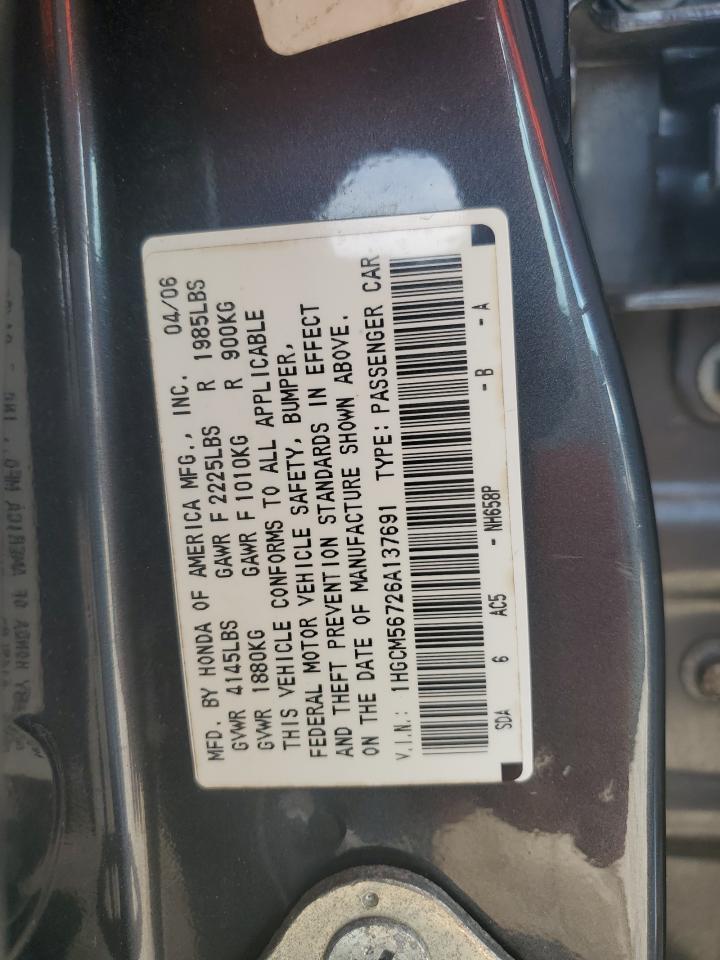 MFD. BY HONDA OF AMERICA MFG., INC. 04/06
GVWR 4145LBS GAWR F 2225LBS R 1985LBS
GVWR 1880KG GAWR F 1010KG R 900KG
THIS VEHICLE CONFORMS TO ALL APPLICABLE
FEDERAL MOTOR VEHICLE SAFETY, BUMPER,
AND THEFT PREVENTION STANDARDS IN EFFECT
ON THE DATE OF MANUFACTURE SHOWN ABOVE.
V.I.N.: 1HGCM56726A137691 TYPE: PASSENGER CAR
SDA 6 AC5 - NH658P - B - A